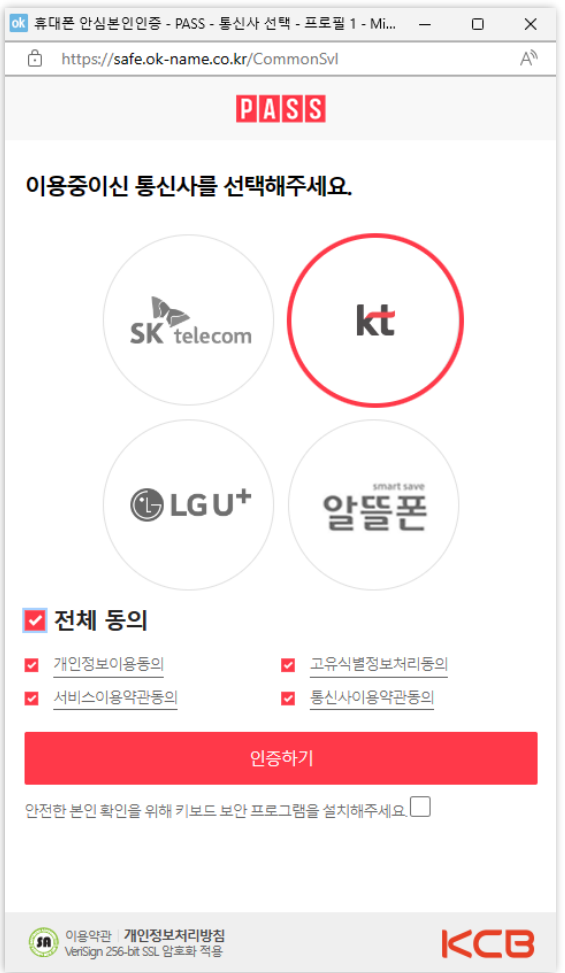 ok 휴대폰 안심본인인증 - PASS - 통신사 선택 - 프로필 1 - Mi...
https://safe.ok-name.co.kr/CommonSvl
PASS
이용중이신 통신사를 선택해주세요.
SK telecom
kt
LG U+
smart save
알뜰폰
전체 동의
개인정보이용동의 고유식별정보처리동의
서비스이용약관동의 통신사이용약관동의
인증하기
안전한 본인 확인을 위해 키보드 보안 프로그램을 설치해주세요.
SA 이용약관 | 개인정보처리방침
VeriSign 256-bit SSL 암호화 적용
KCB